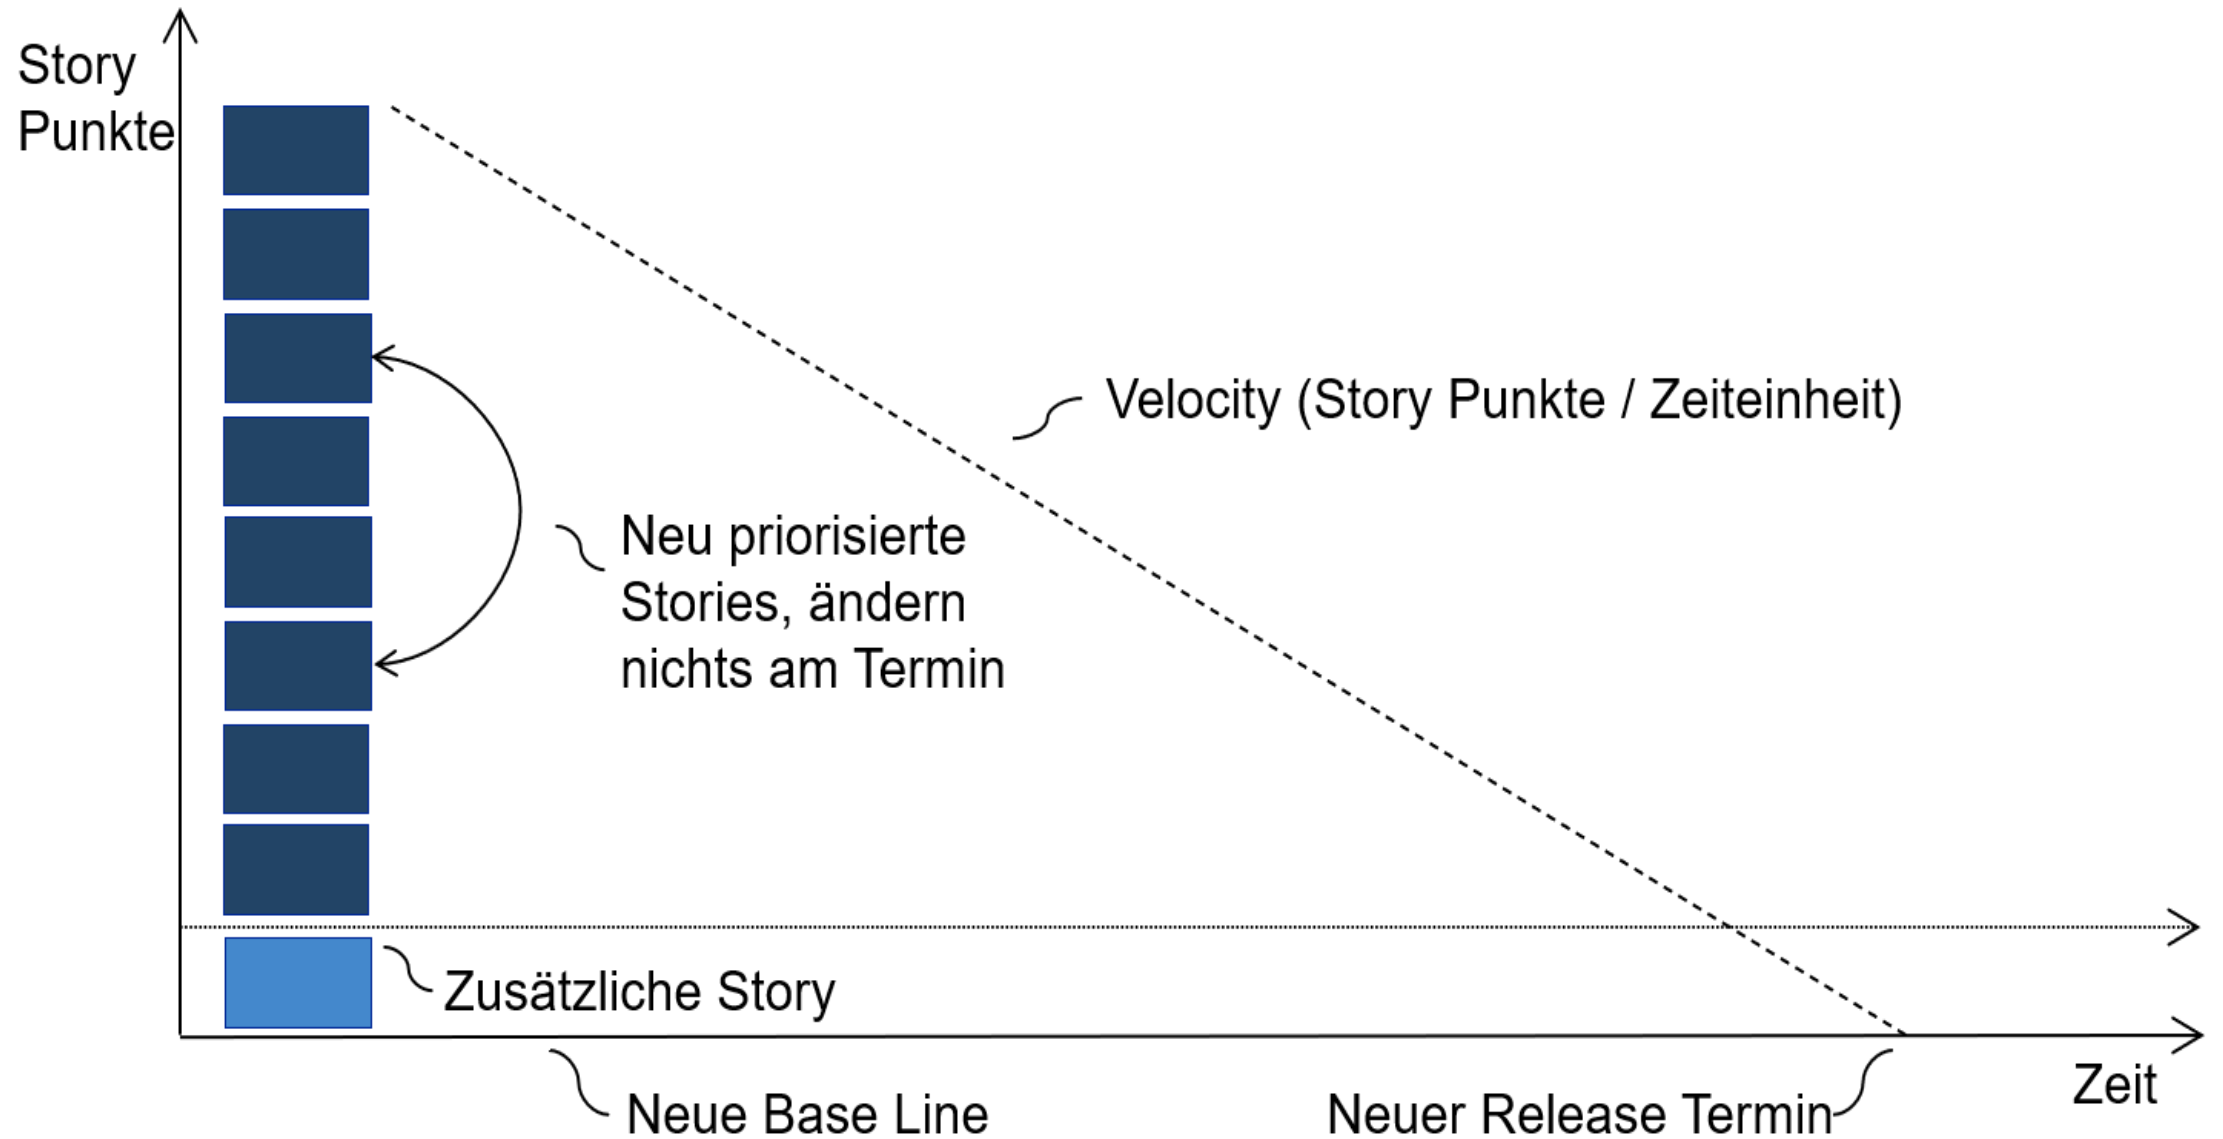 Story
Punkte
Velocity (Story Punkte / Zeiteinheit)
Neu priorisierte
Stories, ändern
nichts am Termin
Zusätzliche Story
Zeit
Neue Base Line
Neuer Release Termin